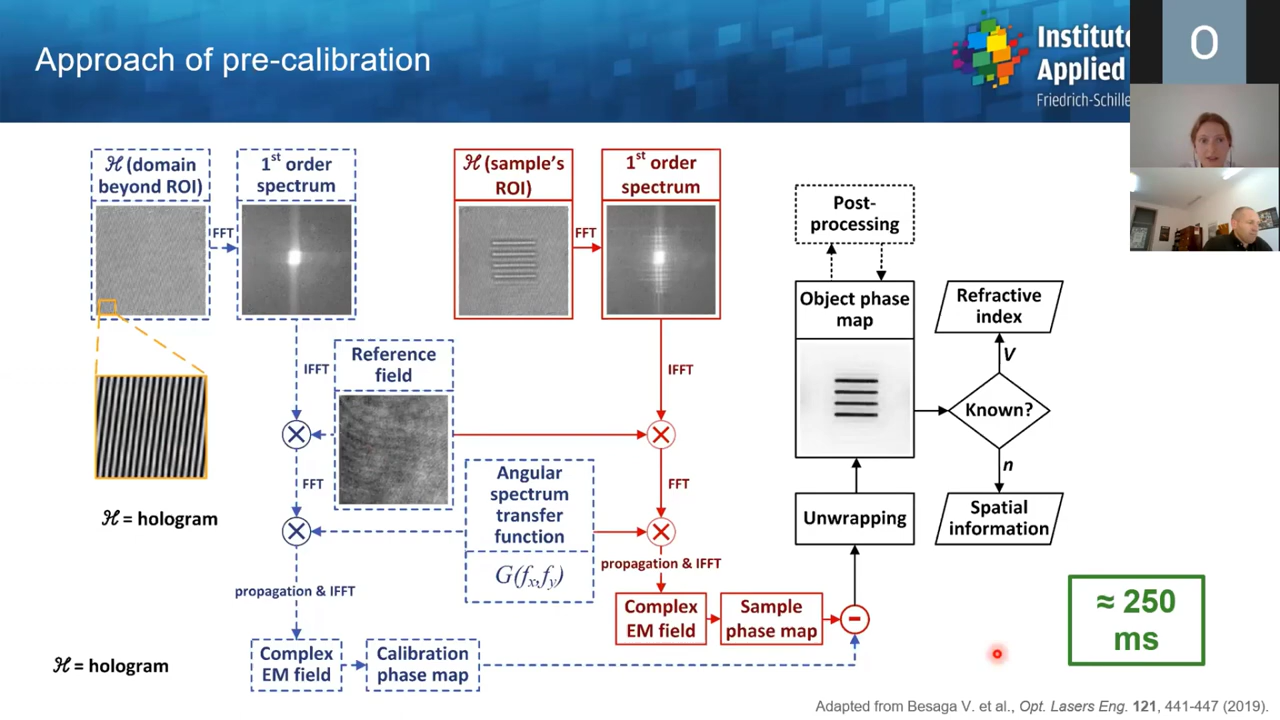 Approach of pre-calibration
Institute
Applied
Friedrich-Schille
O
ℋ (domain
beyond ROI)
1st order
spectrum
FFT
ℋ (sample's
ROI)
1st order
spectrum
FFT
Post-
processing
Object phase
map
Refractive
index
V
Known?
n
Spatial
information
Unwrapping
IFFT
Reference
field
IFFT
FFT
FFT
Angular
spectrum
transfer
function
G(fx,fy)
ℋ = hologram
propagation & IFFT
propagation & IFFT
Complex
EM field
Sample
phase map
≈ 250
ms
Complex
EM field
Calibration
phase map
ℋ = hologram
Adapted from Besaga V. et al., Opt. Lasers Eng. 121, 441-447 (2019).